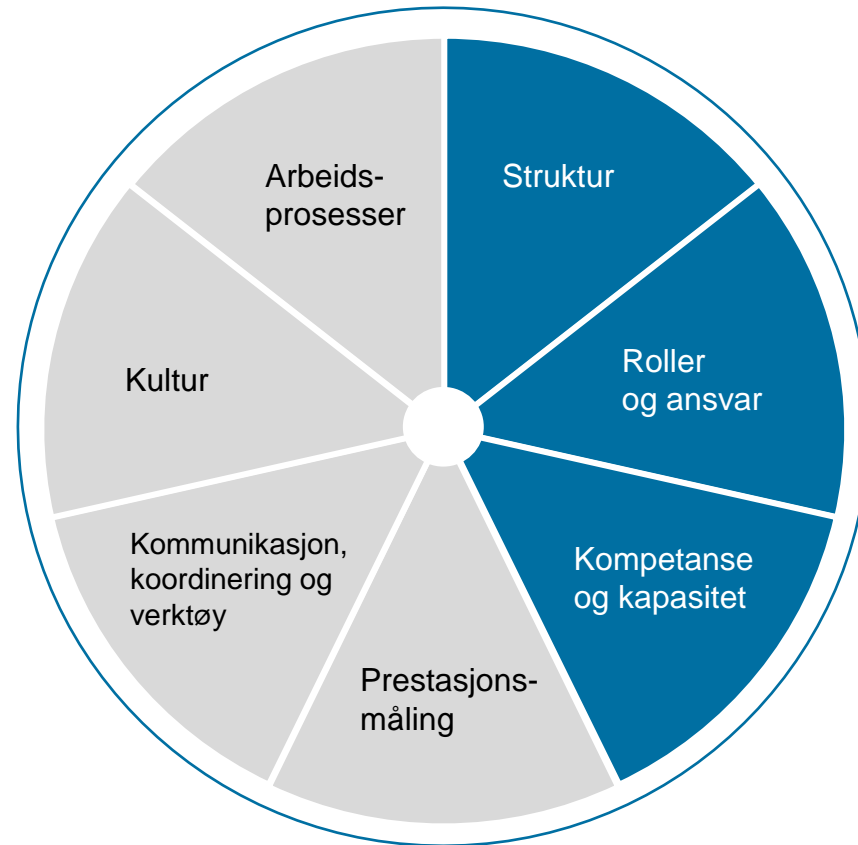 Struktur
Roller
og ansvar
Kompetanse
og kapasitet
Prestasjons-
måling
Kommunikasjon,
koordinering og
verktøy
Kultur
Arbeids-
prosesser